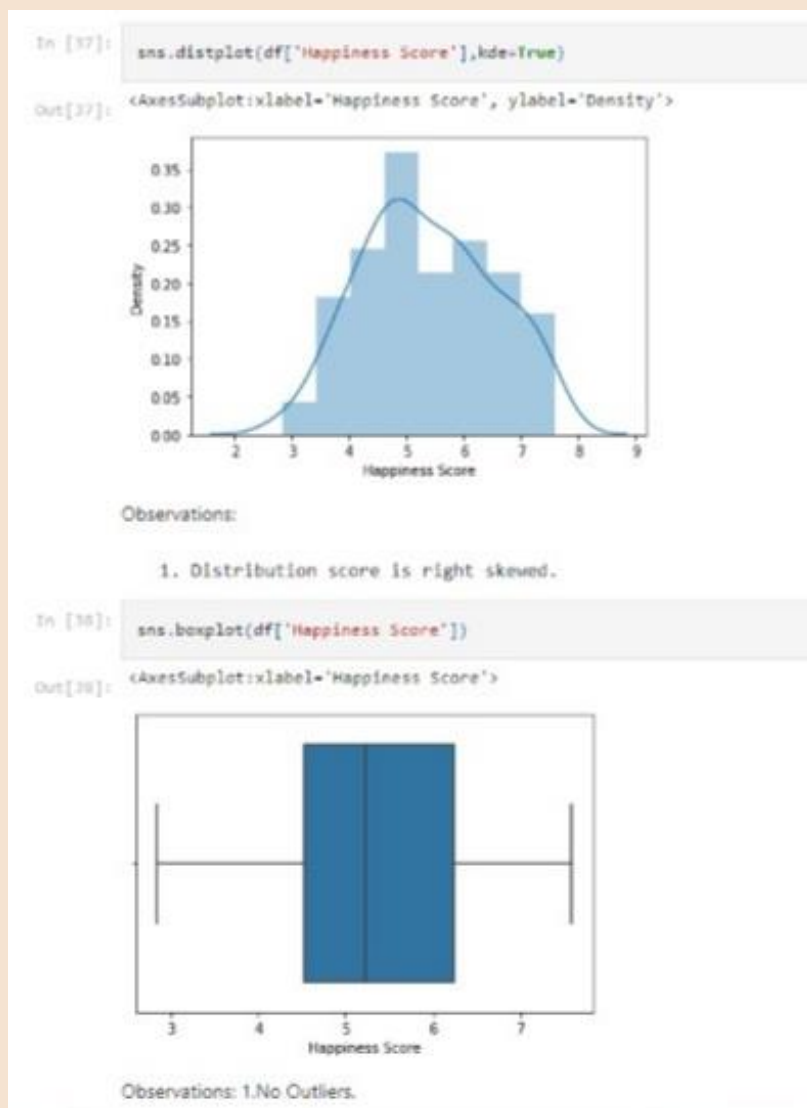 In [37]: sns.distplot(df['Happiness Score'],kde=True)
Out[37]: <AxesSubplot:xlabel='Happiness Score', ylabel='Density'>
0.35
0.30
0.25
0.20
0.15
0.10
0.05
0.00
Density
2 3 4 5 6 7 8 9
Happiness Score
Observations:
1. Distribution score is right skewed.
In [38]: sns.boxplot(df['Happiness Score'])
Out[38]: <AxesSubplot:xlabel='Happiness Score'>
3 4 5 6 7
Happiness Score
Observations: 1.No Outliers.